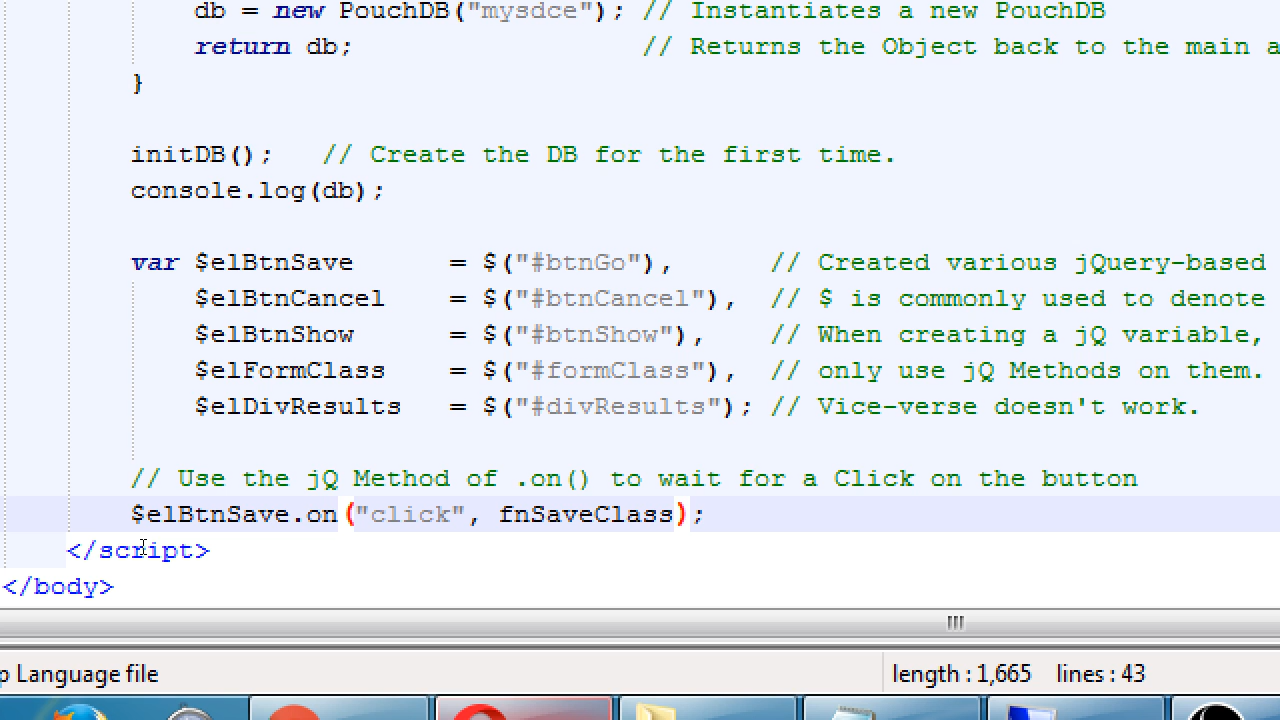 db = new PouchDB("mysdce"); // Instantiates a new PouchDB
return db; // Returns the Object back to the main a
}
initDB(); // Create the DB for the first time.
console.log(db);
var $elBtnSave = $("#btnGo"), // Created various jQuery-based
$elBtnCancel = $("#btnCancel"), // $ is commonly used to denote
$elBtnShow = $("#btnShow"), // When creating a jQ variable,
$elFormClass = $("#formClass"), // only use jQ Methods on them.
$elDivResults = $("#divResults"); // Vice-verse doesn't work.
// Use the jQ Method of .on() to wait for a Click on the button
$elBtnSave.on("click", fnSaveClass);
</script>
</body>
p Language file length : 1,665 lines : 43